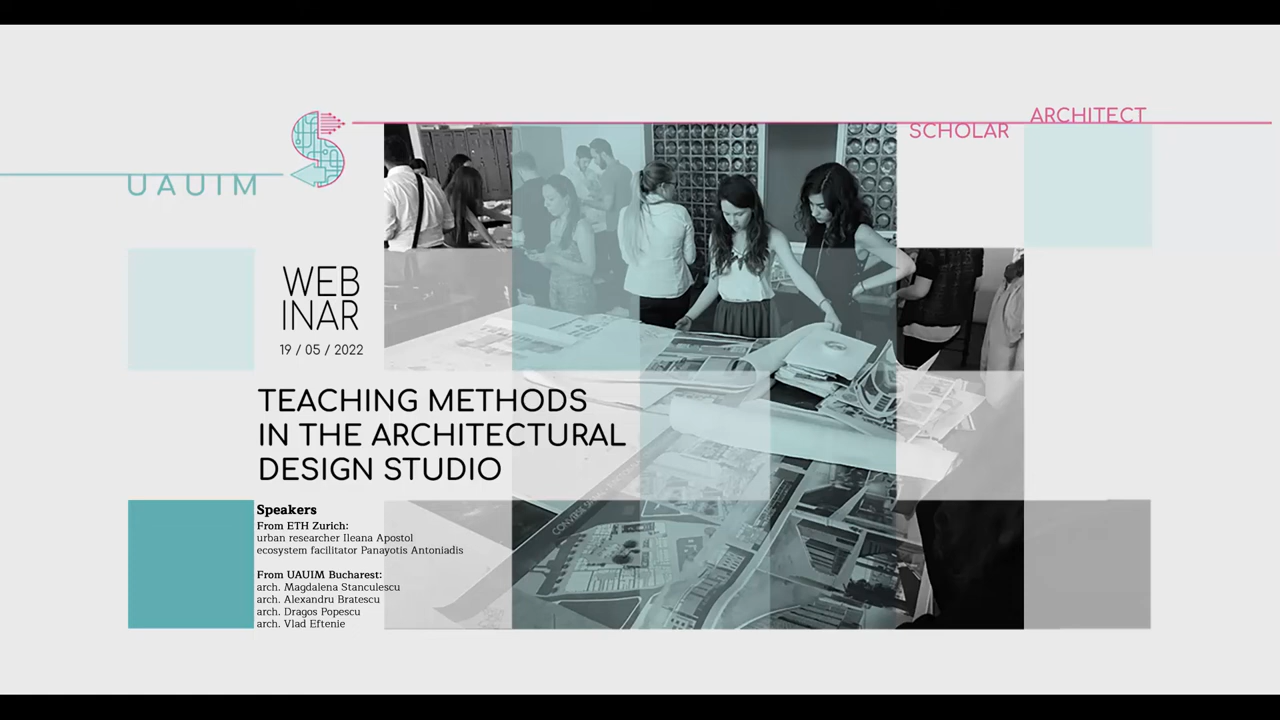 ARCHITECT
SCHOLAR
UAUIM
WEB
INAR
19 / 05 / 2022
TEACHING METHODS
IN THE ARCHITECTURAL
DESIGN STUDIO
Speakers
From ETH Zurich:
urban researcher Ileana Apostol
ecosystem facilitator Panayotis Antoniadis
From UAUIM Bucharest:
arch. Magdalena Stanculescu
arch. Alexandru Bratescu
arch. Dragos Popescu
arch. Vlad Eftenie